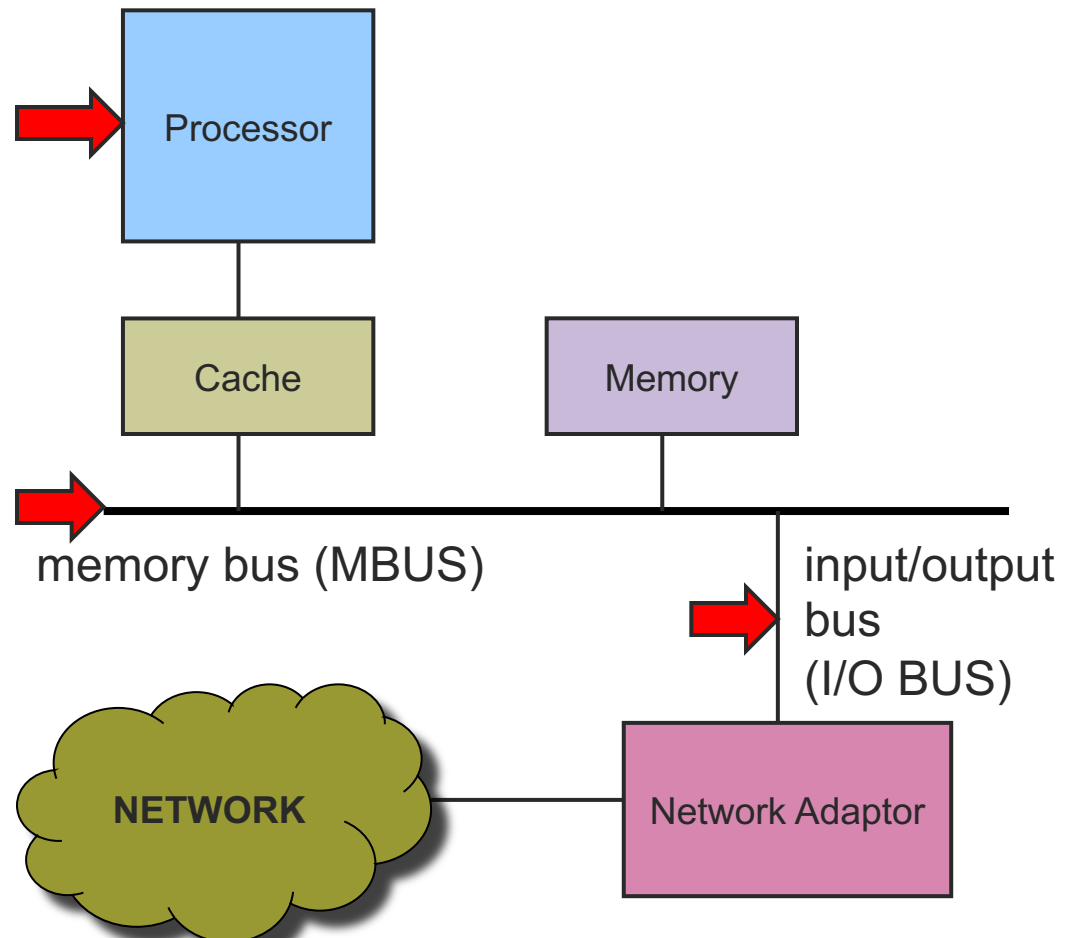 Processor
Cache
Memory
memory bus (MBUS)
input/output
bus
(I/O BUS)
NETWORK
Network Adaptor